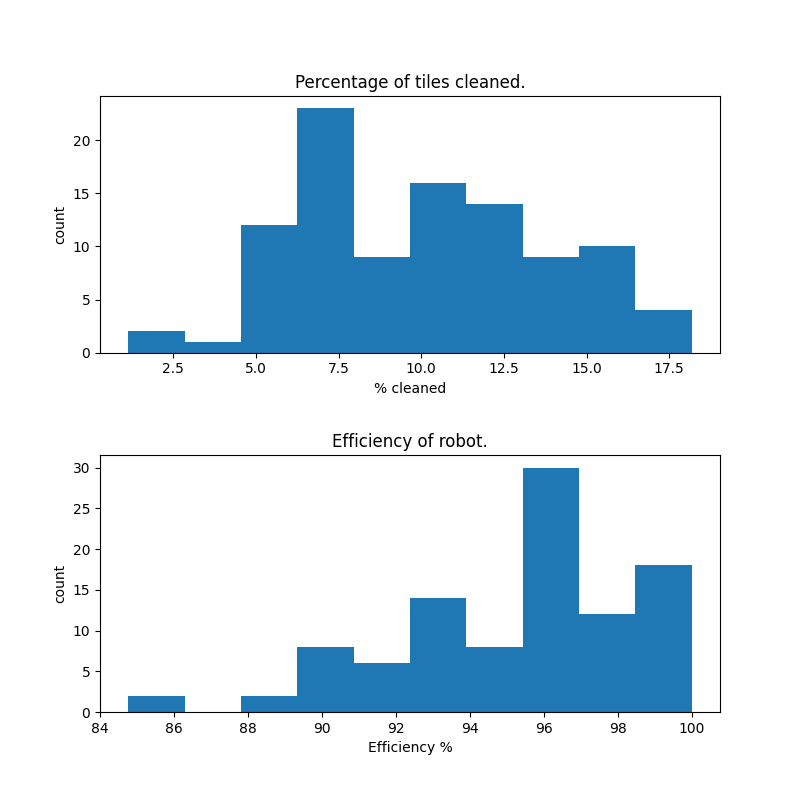 Percentage of tiles cleaned.
20
15
10
5
0
count
2.5 5.0 7.5 10.0 12.5 15.0 17.5
% cleaned
Efficiency of robot.
30
25
20
15
10
5
0
count
84 86 88 90 92 94 96 98 100
Efficiency %